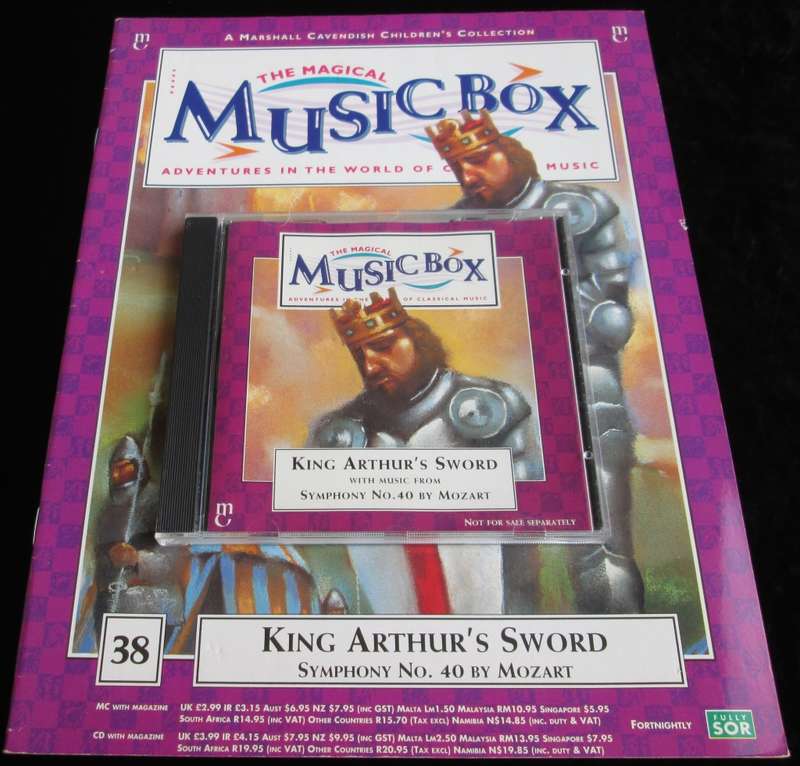 A MARSHALL CAVENDISH CHILDREN'S COLLECTION
THE MAGICAL
MUSIC BOX
ADVENTURES IN THE WORLD OF C MUSIC
THE MAGICAL
MUSIC BOX
ADVENTURES IN THE OF CLASSICAL MUSIC
KING ARTHUR'S SWORD
WITH MUSIC FROM
SYMPHONY NO.40 BY MOZART
NOT FOR SALE SEPARATELY
38
KING ARTHUR'S SWORD
SYMPHONY NO. 40 BY MOZART
MC WITH MAGAZINE UK £2.99 IR £3.15 AUST $6.95 NZ $7.95 (INC GST) MALTA LM1.50 MALAYSIA RM10.95 SINGAPORE $5.95
SOUTH AFRICA R14.95 (INC VAT) OTHER COUNTRIES R15.70 (TAX EXCL) NAMIBIA N$14.85 (INC. DUTY & VAT)
CD WITH MAGAZINE UK £3.99 IR £4.15 AUST $7.95 NZ $9.95 (INC GST) MALTA LM2.50 MALAYSIA RM13.95 SINGAPORE $7.95
SOUTH AFRICA R19.95 (INC VAT) OTHER COUNTRIES R20.95 (TAX EXCL) NAMIBIA N$19.85 (INC. DUTY & VAT)
FORTNIGHTLY
FULLY
SOR